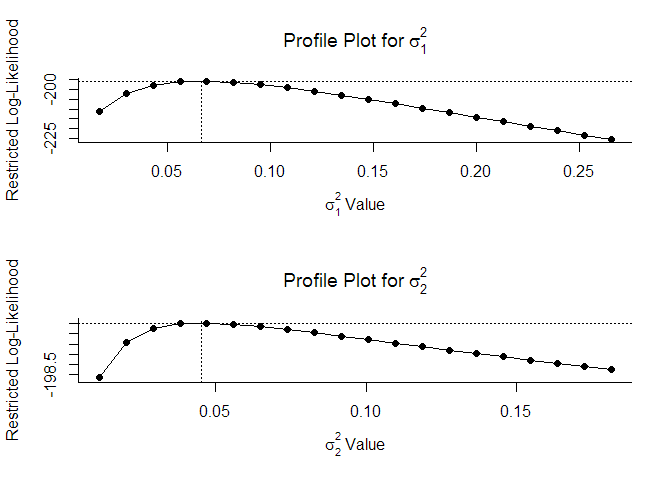 Profile Plot for σ₁²
Restricted Log-Likelihood
-200
-225
0.05 0.10 0.15 0.20 0.25
σ₁² Value
Profile Plot for σ₂²
Restricted Log-Likelihood
-198.5
0.05 0.10 0.15
σ₂² Value